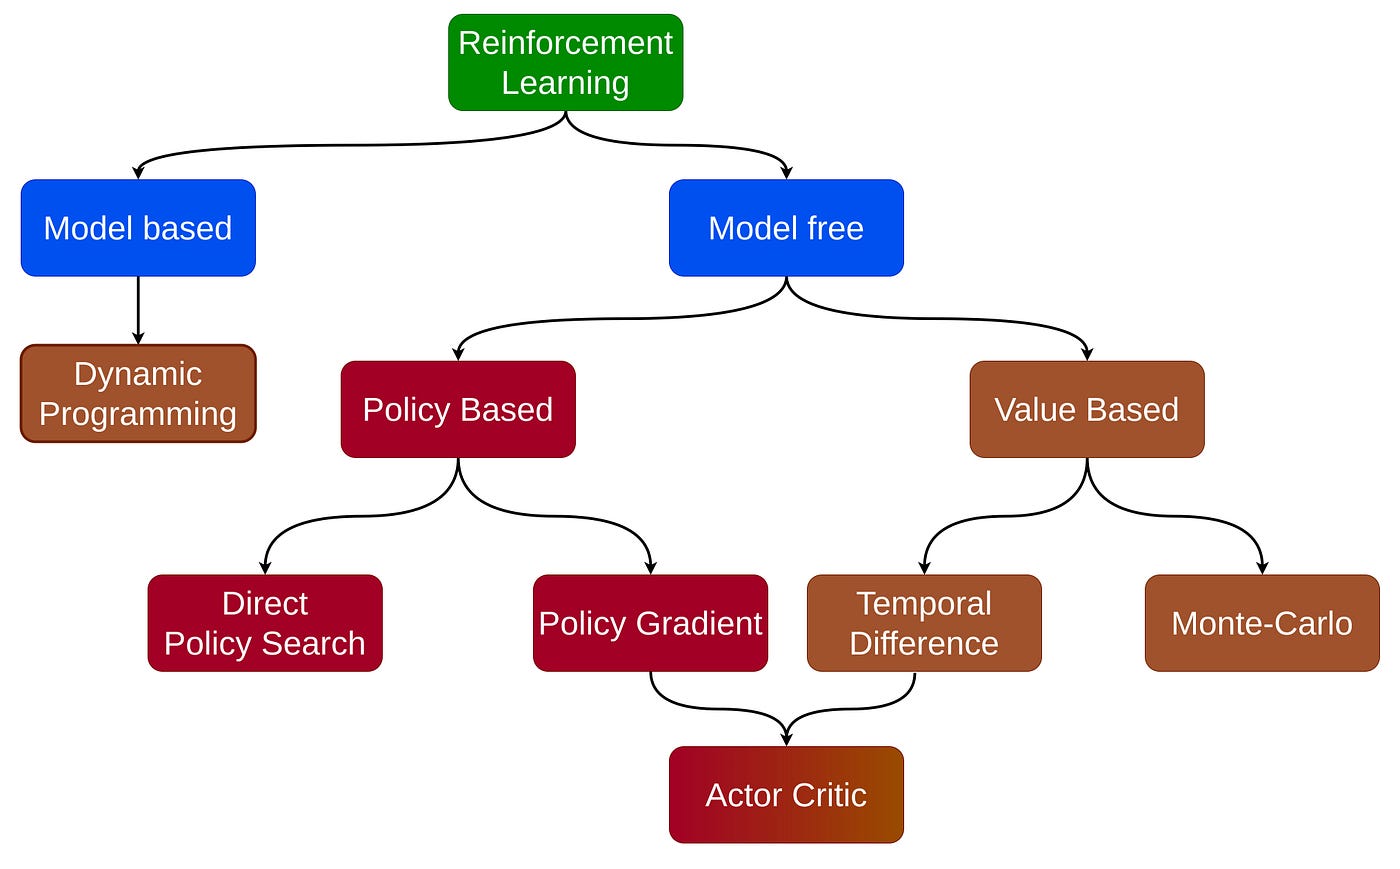 Reinforcement
Learning
Model based
Model free
Dynamic
Programming
Policy Based
Value Based
Direct
Policy Search
Policy Gradient
Temporal
Difference
Monte-Carlo
Actor Critic